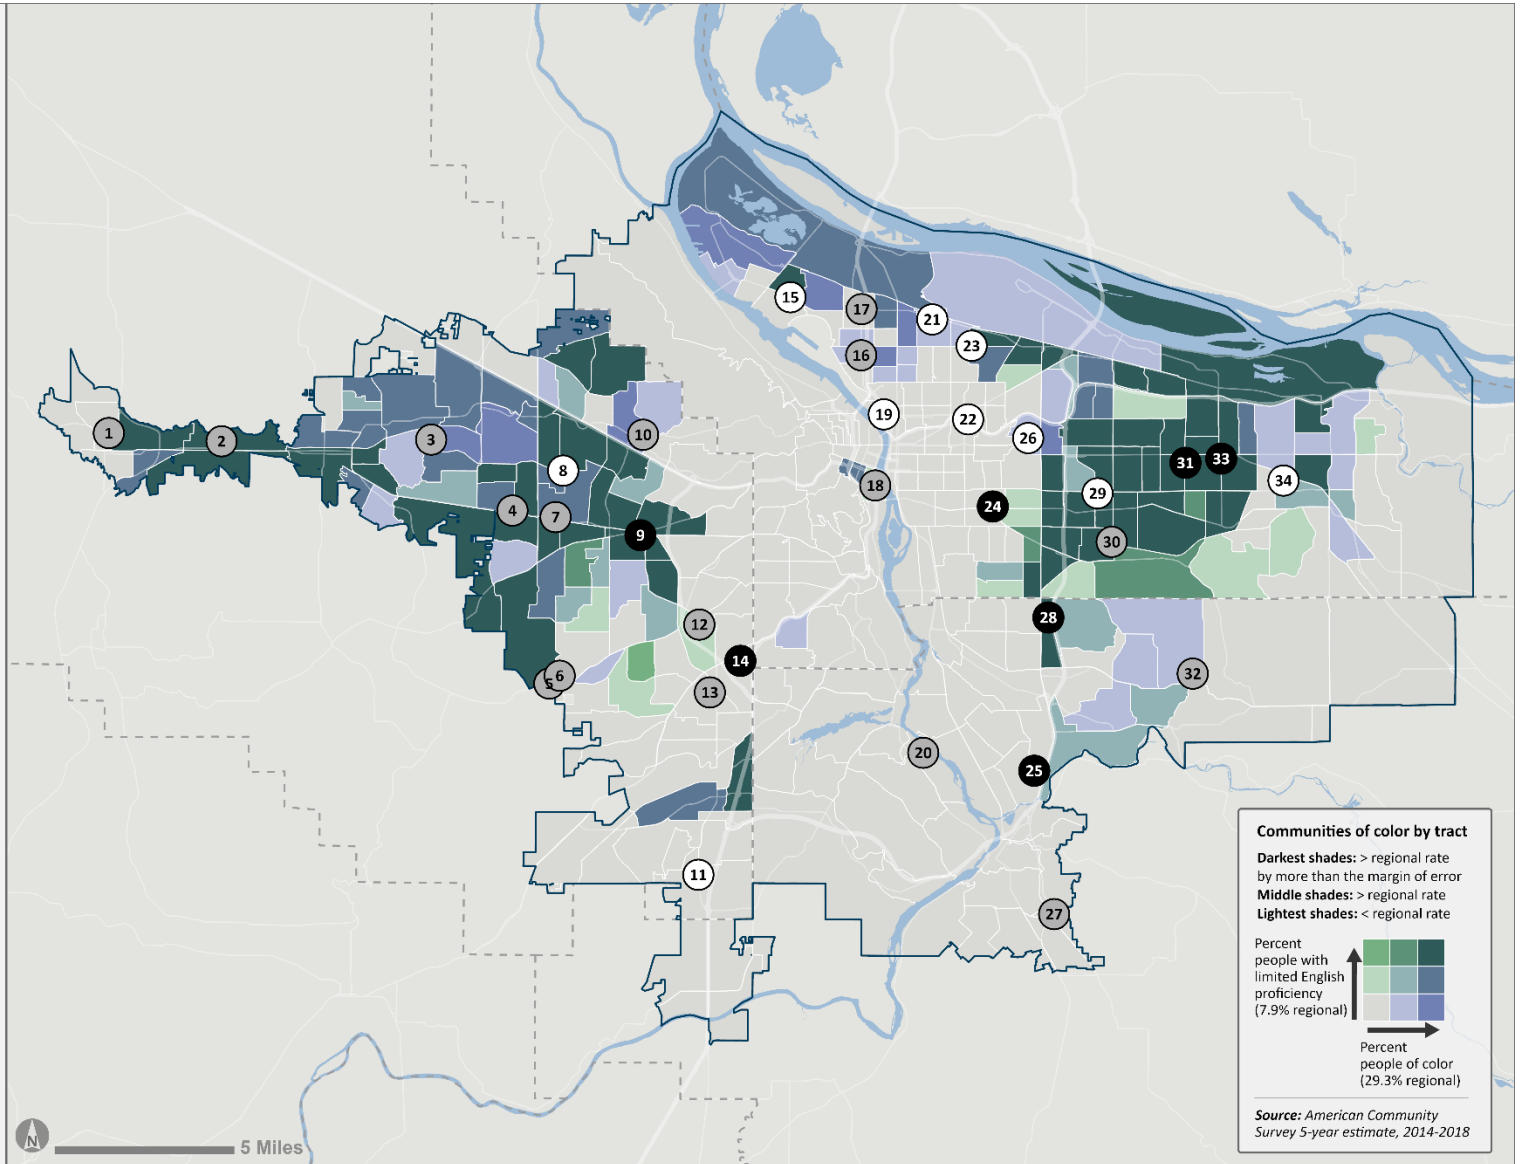 15
17
21
23
16
19
22
10
3
1
2
26
8
31
33
34
18
29
4
24
7
9
30
28
12
14
6
5
32
13
20
25
11
27
Communities of color by tract
Darkest shades: > regional rate
by more than the margin of error
Middle shades: > regional rate
Lightest shades: < regional rate
Percent
people with
limited English
proficiency
(7.9% regional)
Percent
people of color
(29.3% regional)
Source: American Community
Survey 5-year estimate, 2014-2018
N
5 Miles